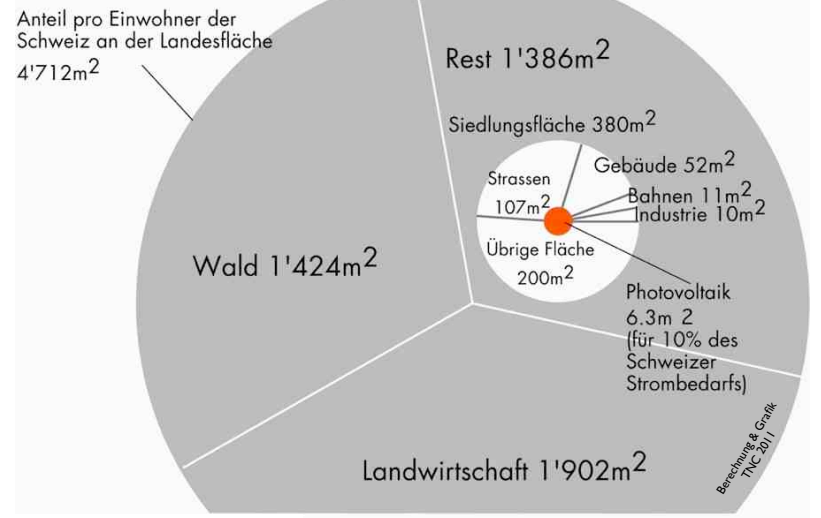 Anteil pro Einwohner der
Schweiz an der Landesfläche
4'712m2
Rest 1'386m2
Siedlungsfläche 380m2
Gebäude 52m2
Strassen
107m2
Bahnen 11m2
Industrie 10m2
Übrige Fläche
200m2
Wald 1'424m2
Photovoltaik
6.3m 2
(für 10% des
Schweizer
Strombedarfs)
Landwirtschaft 1'902m2
Berechnung & Grafik
TNC 2011